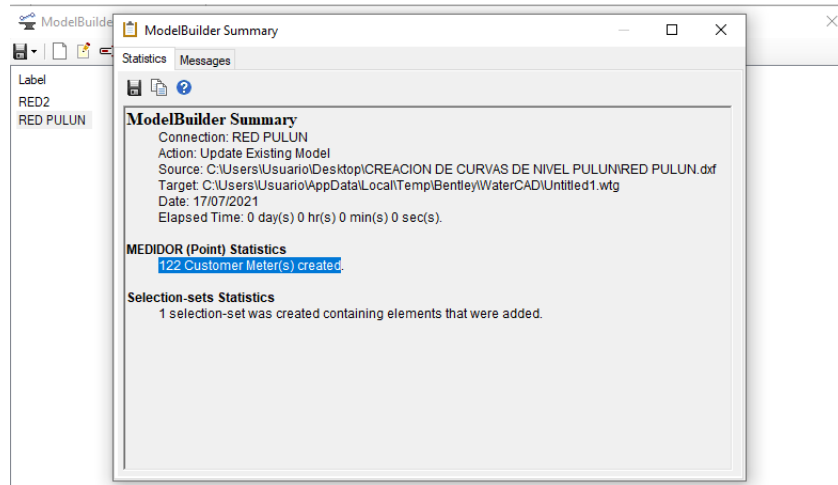 ModelBuilde
ModelBuilder Summary
Statistics
Messages
Label
RED2
RED PULUN
ModelBuilder Summary
Connection: RED PULUN
Action: Update Existing Model
Source: C:\Users\Usuario\Desktop\CREACION DE CURVAS DE NIVEL PULUN\RED PULUN.dxf
Target: C:\Users\Usuario\AppData\Local\Temp\Bentley\WaterCAD\Untitled1.wtg
Date: 17/07/2021
Elapsed Time: 0 day(s) 0 hr(s) 0 min(s) 0 sec(s).
MEDIDOR (Point) Statistics
122 Customer Meter(s) created.
Selection-sets Statistics
1 selection-set was created containing elements that were added.